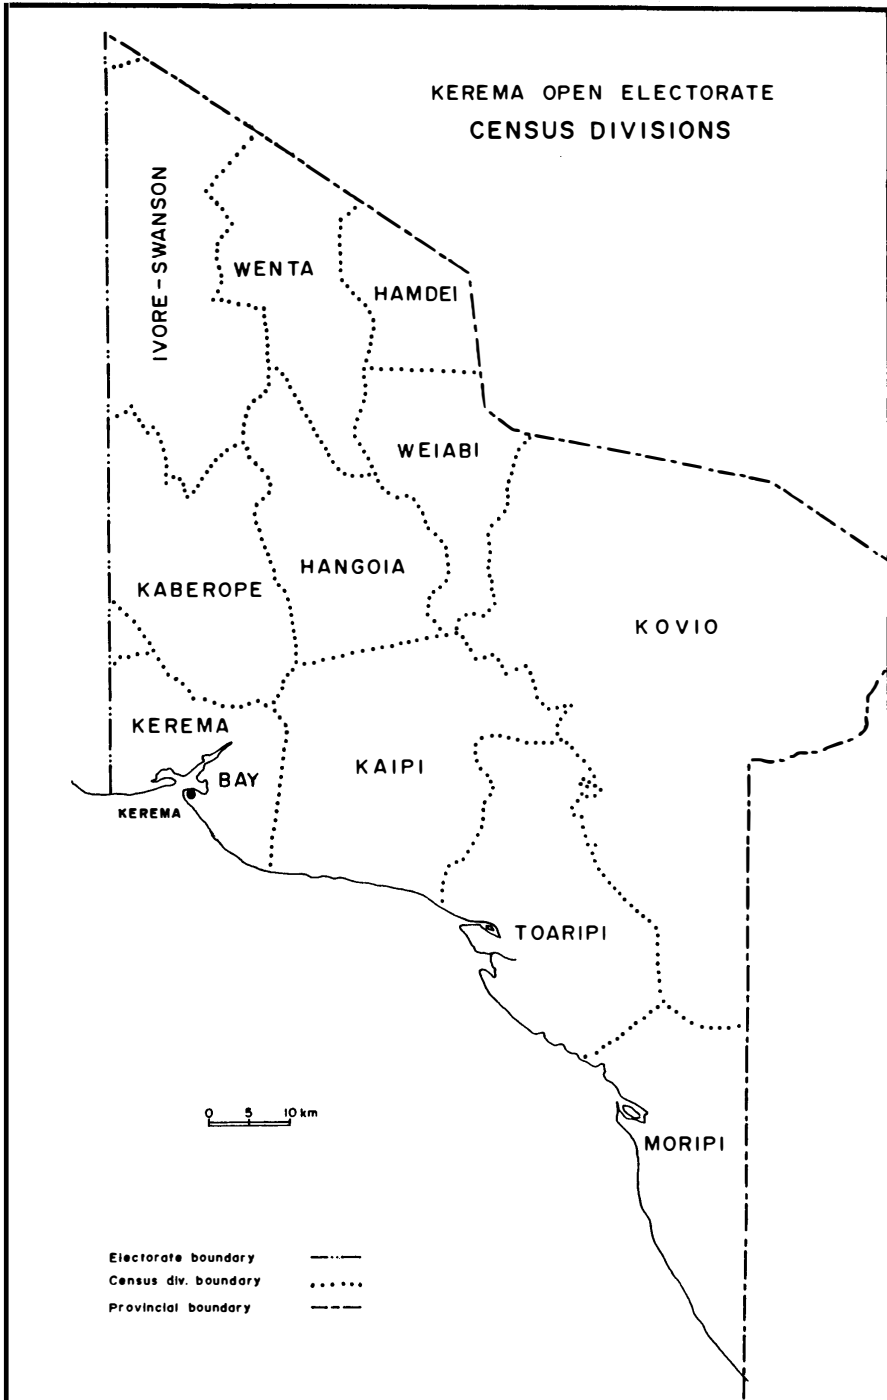 KEREMA OPEN ELECTORATE
CENSUS DIVISIONS
IVORE-SWANSON
WENTA
HAMDEI
WEIABI
HANGOIA
KABEROPE
KOVIO
KEREMA
BAY
KAIPI
KEREMA
TOARIPI
0 5 10 km
MORIPI
Electorate boundary
Census div. boundary
Provincial boundary